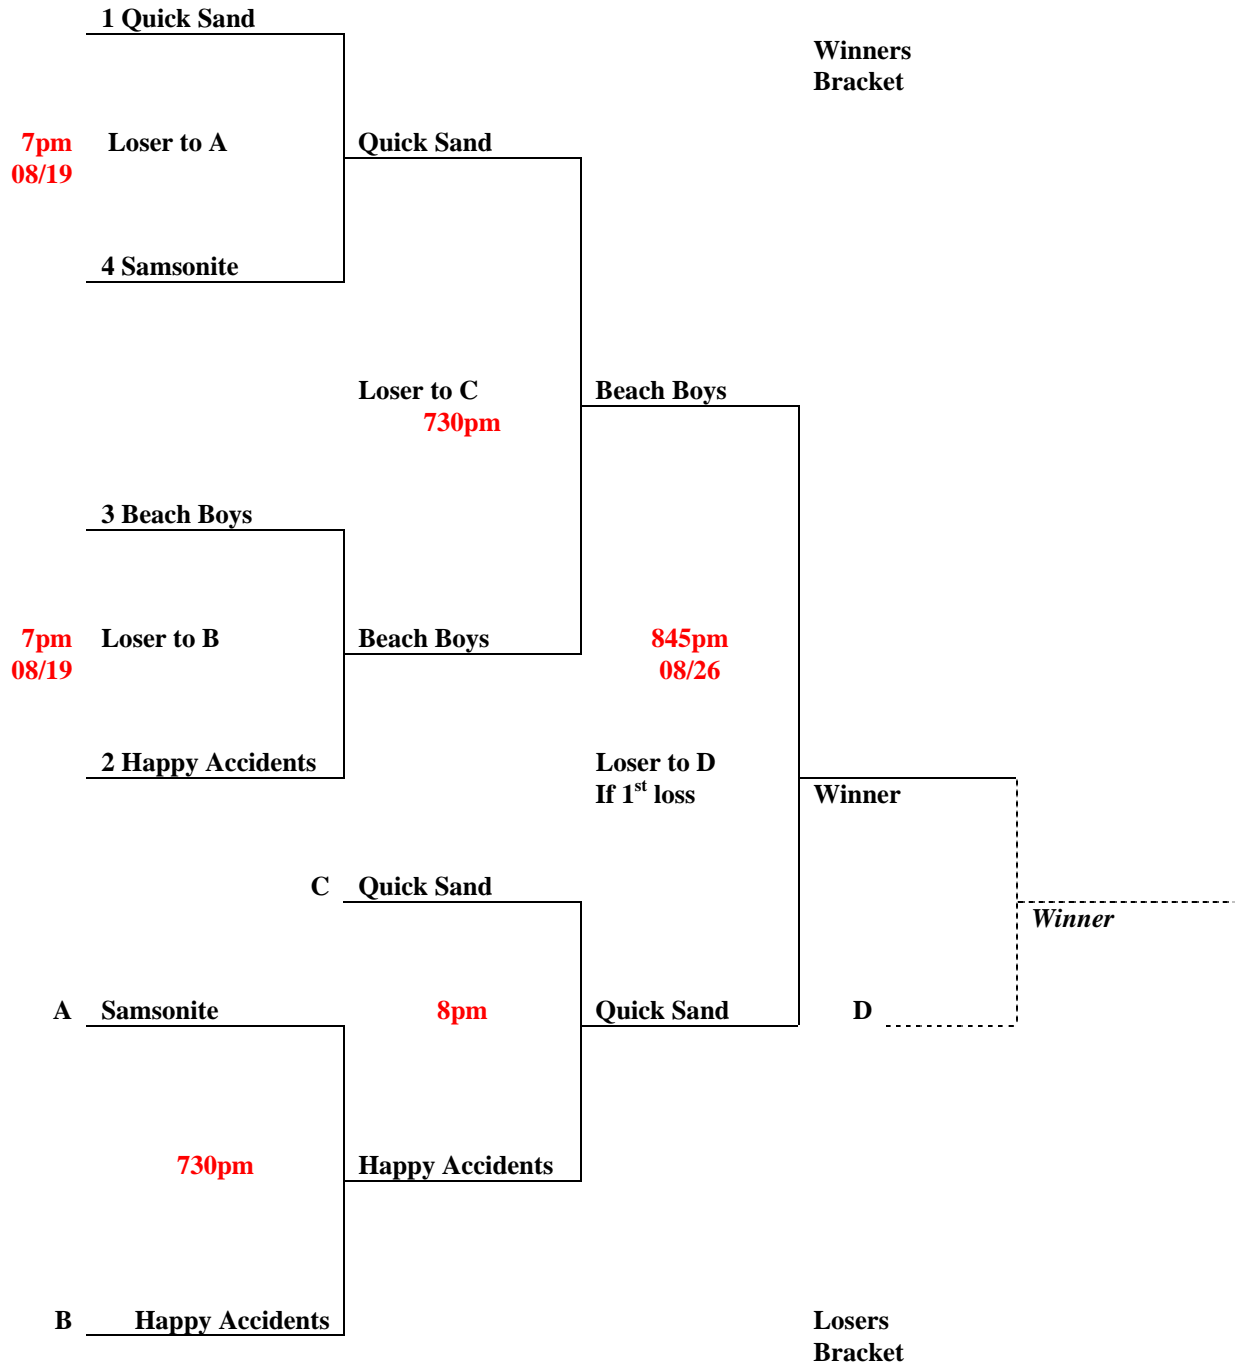 1 Quick Sand
Winners
Bracket
7pm Loser to A Quick Sand
08/19
4 Samsonite
Loser to C Beach Boys
730pm
3 Beach Boys
7pm Loser to B Beach Boys 845pm
08/19 08/26
2 Happy Accidents Loser to D
If 1st loss Winner
C Quick Sand
Winner
A Samsonite 8pm Quick Sand D
730pm Happy Accidents
B Happy Accidents Losers
Bracket